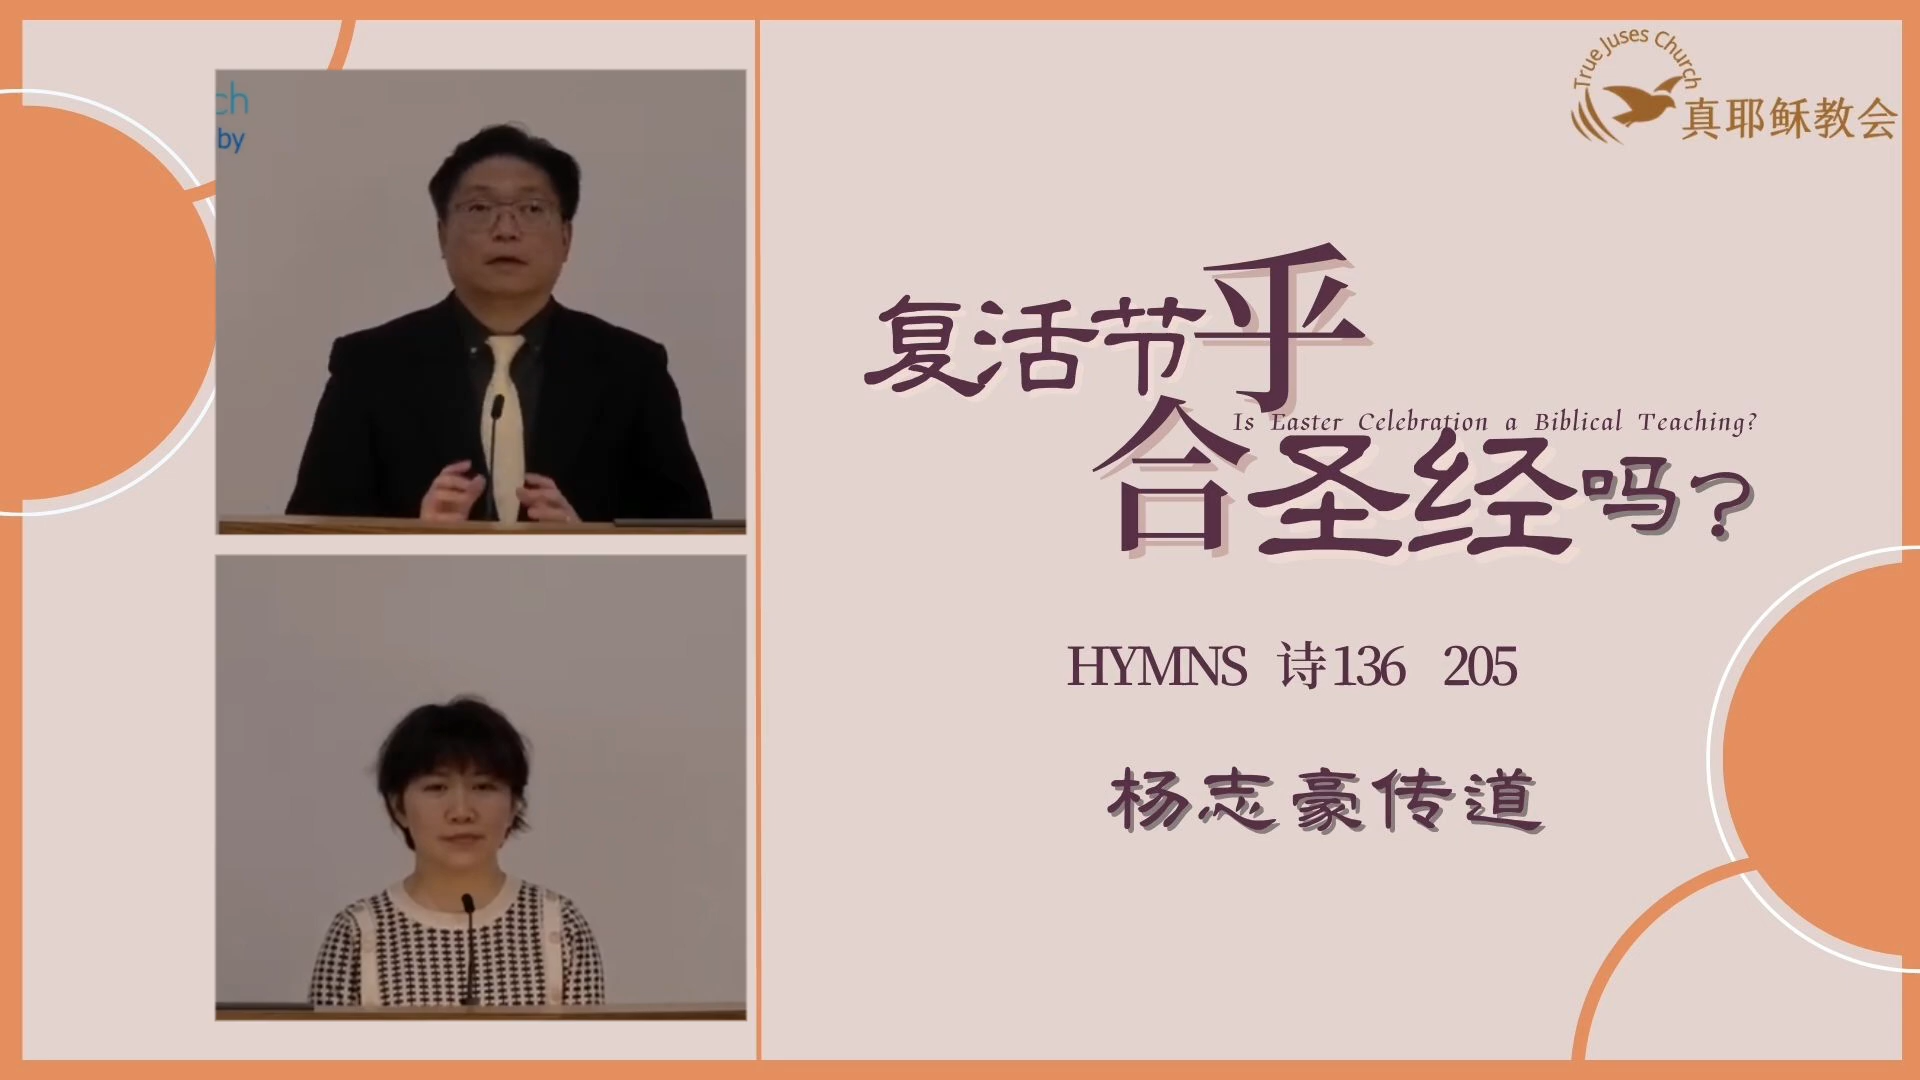 ch
by
True Juses Church
真耶稣教会
复活节乎
Is Easter Celebration a Biblical Teaching?
合圣经吗?
HYMNS 诗136 205
杨志豪传道